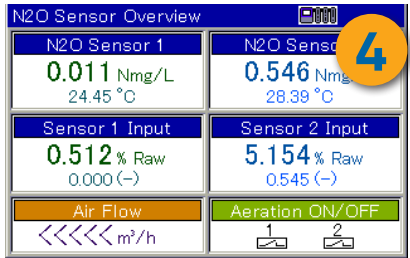 N2O Sensor Overview
4
N2O Sensor 1
0.011 Nmg/L
24.45 °C
0.546
28.39 °C
Sensor 1 Input
0.512 % Raw
0.000 (-)
Sensor 2 Input
5.154 % Raw
0.545 (-)
Air Flow
<<<<< m³/h
Aeration ON/OFF
1 2